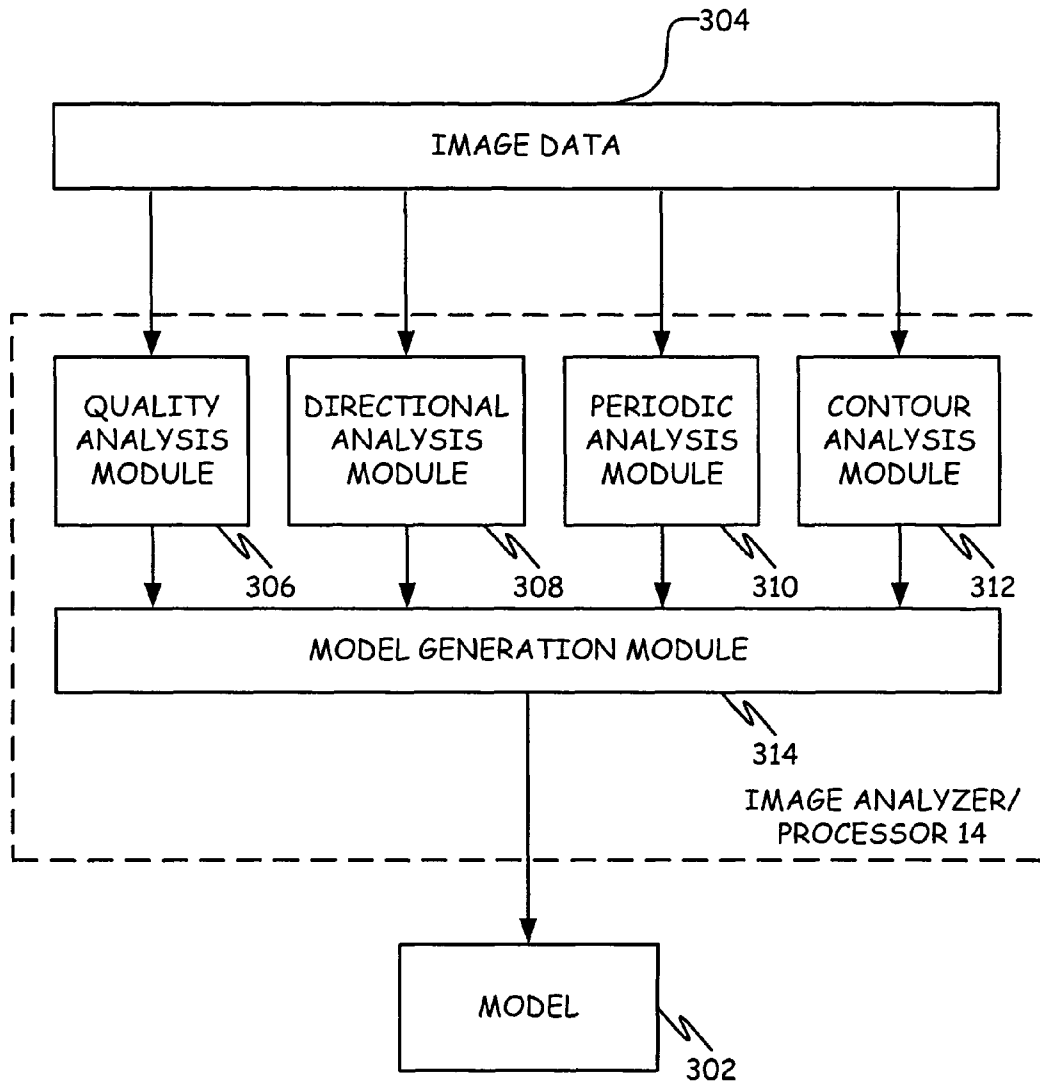 304
IMAGE DATA
QUALITY
ANALYSIS
MODULE
DIRECTIONAL
ANALYSIS
MODULE
PERIODIC
ANALYSIS
MODULE
CONTOUR
ANALYSIS
MODULE
306
308
310
312
MODEL GENERATION MODULE
314
IMAGE ANALYZER/
PROCESSOR 14
MODEL
302